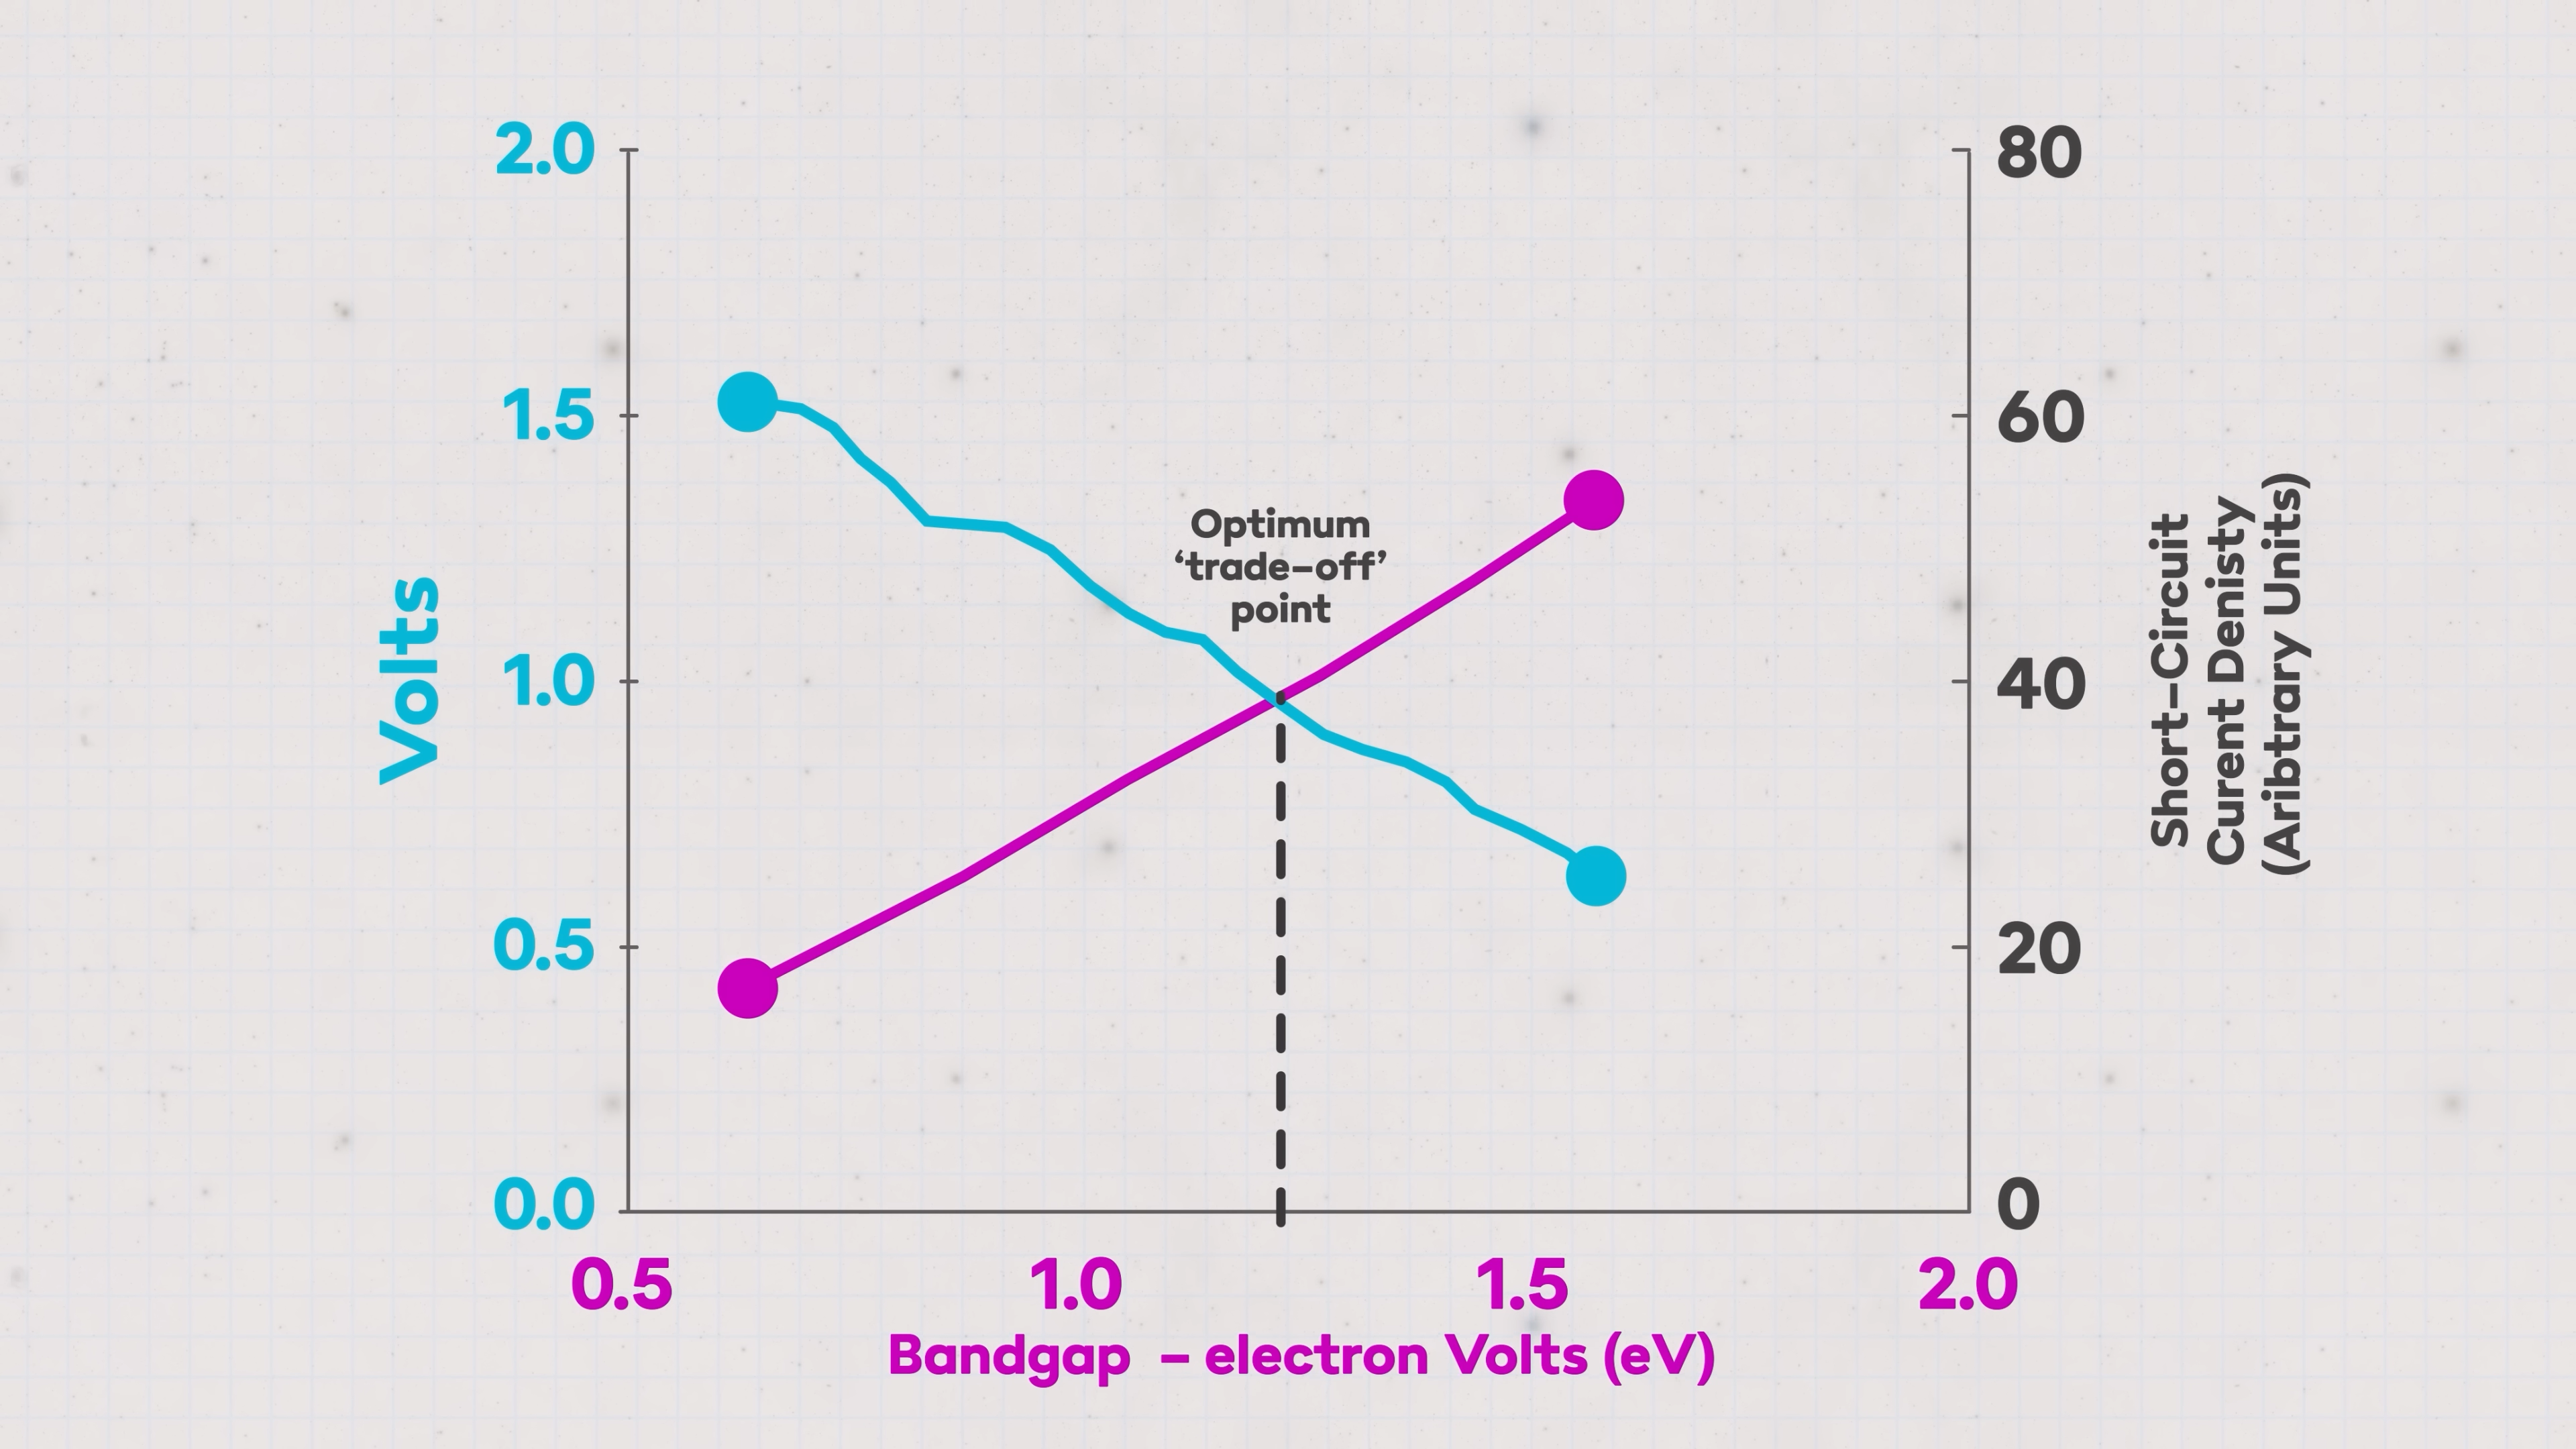 2.0
1.5
1.0
0.5
0.0
Volts
Optimum
‘trade–off’
point
80
60
40
20
0
Short–Circuit
Current Denisty
(Aribtrary Units)
0.5
1.0
1.5
2.0
Bandgap – electron Volts (eV)